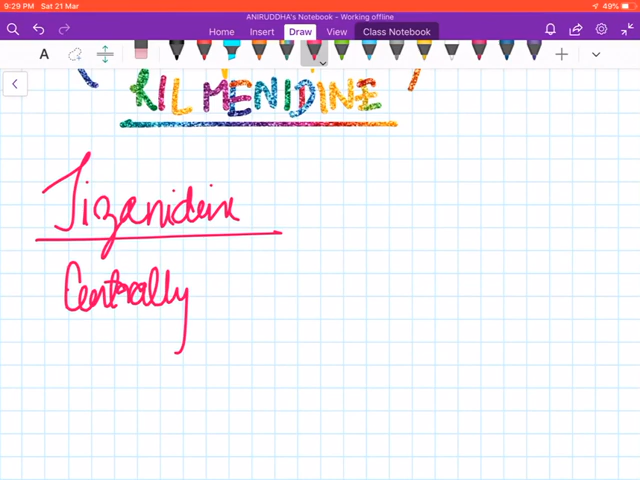 9:29 PM Sat 21 Mar
49%
ANIRUDDHA's Notebook - Working offline
Home Insert Draw View Class Notebook
A
RILMENIDINE
Tizanidine
Centrally